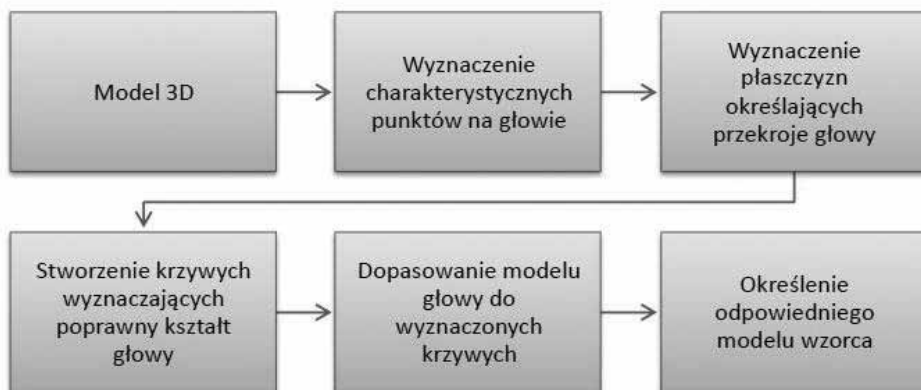 Model 3D
Wyznaczenie
charakterystycznych
punktów na głowie
Wyznaczenie
płaszczyzn
określających
przekroje głowy
Stworzenie krzywych
wyznaczających
poprawny kształt
głowy
Dopasowanie modelu
głowy do
wyznaczonych
krzywych
Określenie
odpowiedniego
modelu wzorca